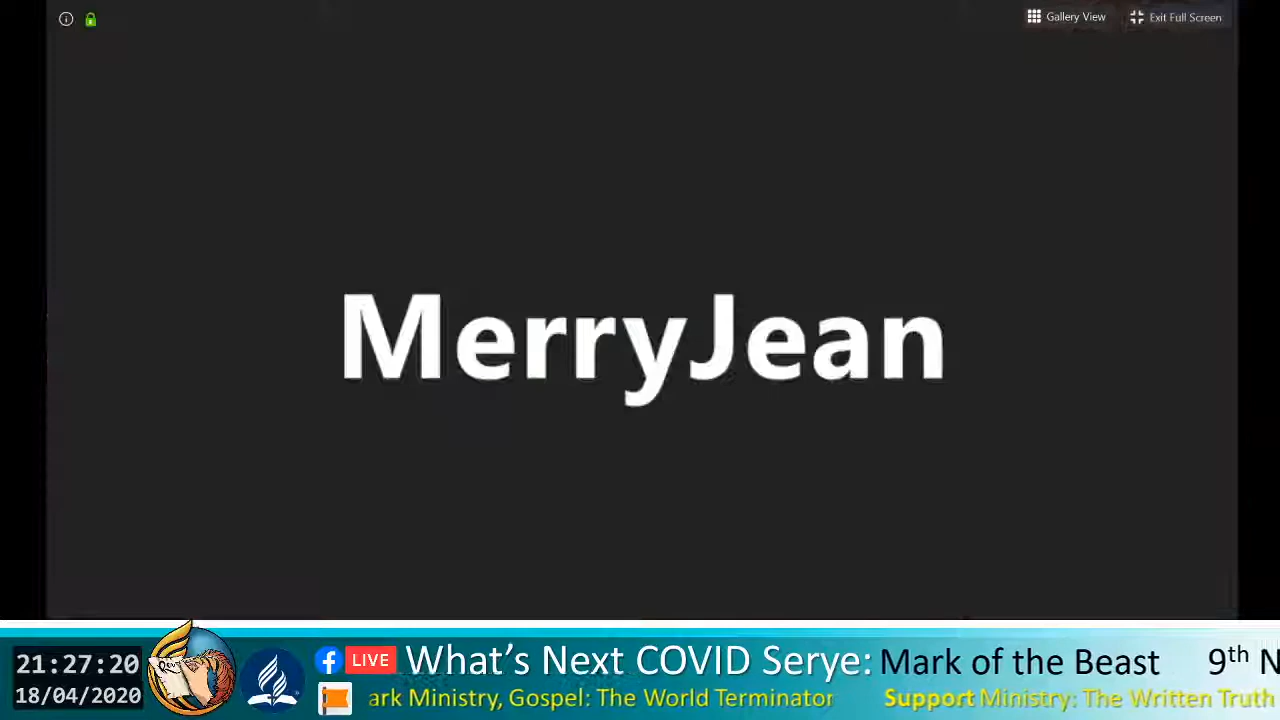 Gallery View Exit Full Screen
MerryJean
21:27:20
18/04/2020
LIVE What's Next COVID Serye: Mark of the Beast 9th N
ark Ministry, Gospel: The World Terminator Support Ministry: The Written Truth